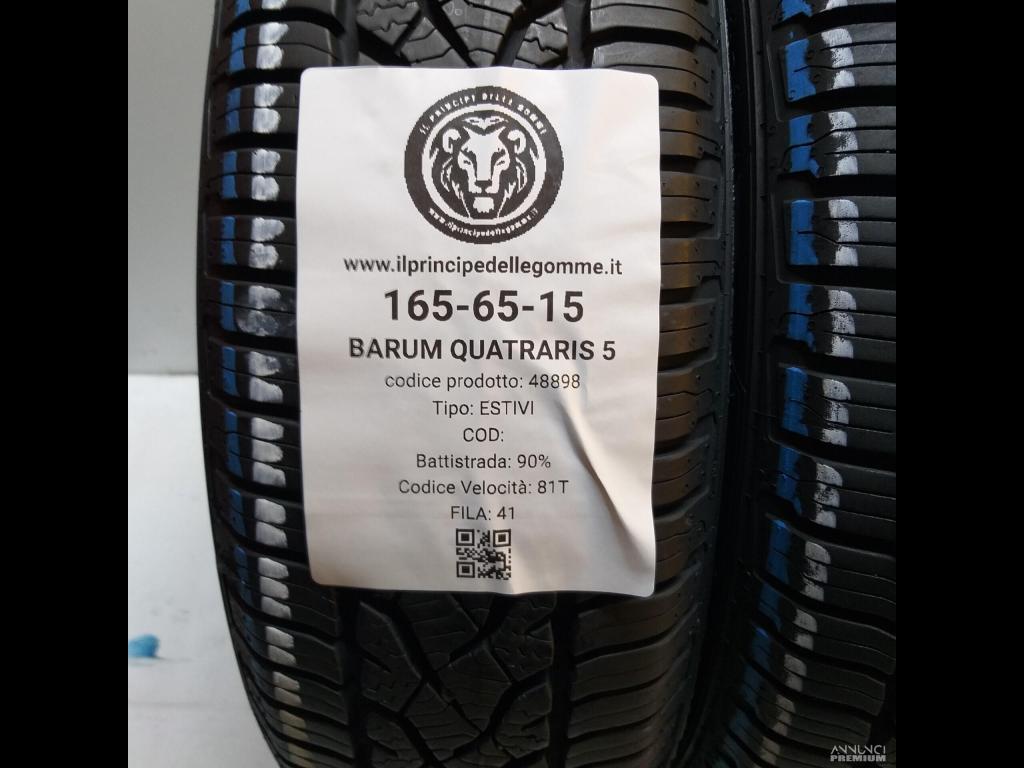 IL PRINCIPE DELLE GOMME
www.ilprincipedellegomme.it
www.ilprincipedellegomme.it
165-65-15
BARUM QUATRARIS 5
codice prodotto: 48898
Tipo: ESTIVI
COD:
Battistrada: 90%
Codice Velocità: 81T
FILA: 41
ANNUNCI
PREMIUM